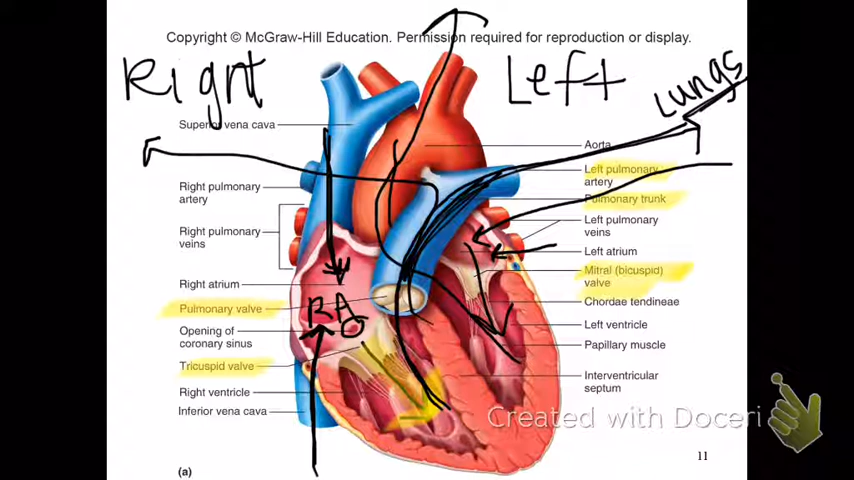 Copyright © McGraw-Hill Education. Permission required for reproduction or display.
Right
Left
Lungs
Superior vena cava
Right pulmonary
artery
Right pulmonary
veins
Right atrium
Pulmonary valve
Opening of
coronary sinus
Tricuspid valve
Right ventricle
Inferior vena cava
(a)
RA
Aorta
Left pulmonary
artery
Pulmonary trunk
Left pulmonary
veins
Left atrium
Mitral (bicuspid)
valve
Chordae tendineae
Left ventricle
Papillary muscle
Interventricular
septum
Created with Doceri
11